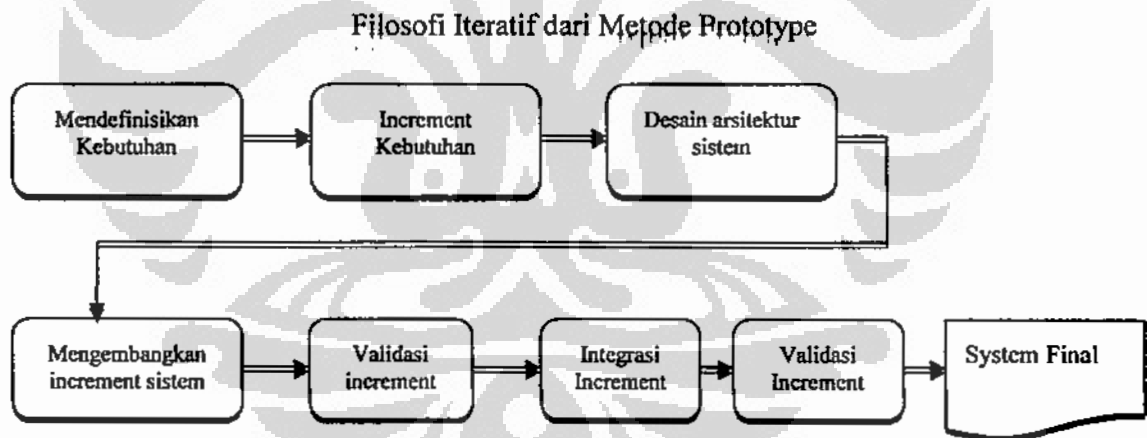 Filosofi Iteratif dari Metode Prototype
Mendefinisikan
Kebutuhan
Increment
Kebutuhan
Desain arsitektur
sistem
Mengembangkan
increment sistem
Validasi
increment
Integrasi
Increment
Validasi
Increment
System Final